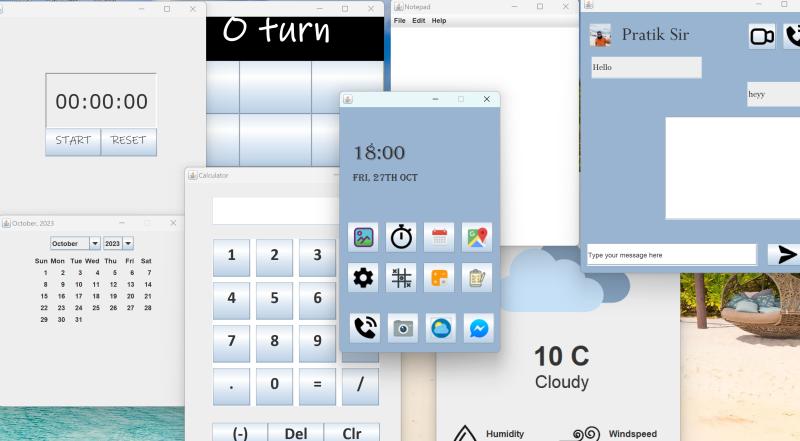 00:00:00
START RESET
O turn
Notepad
File Edit Help
Pratik Sir
Hello
heyy
Type your message here
18:00
FRI, 27TH OCT
October, 2023
October 2023
Sun Mon Tue Wed Thu Fri Sat
1 2 3 4 5 6 7
8 9 10 11 12 13 14
15 16 17 18 19 20 21
22 23 24 25 26 27 28
29 30 31
Calculator
1 2 3
4 5 6
7 8 9
. 0 = /
(-) Del Clr
10 C
Cloudy
Humidity
Windspeed